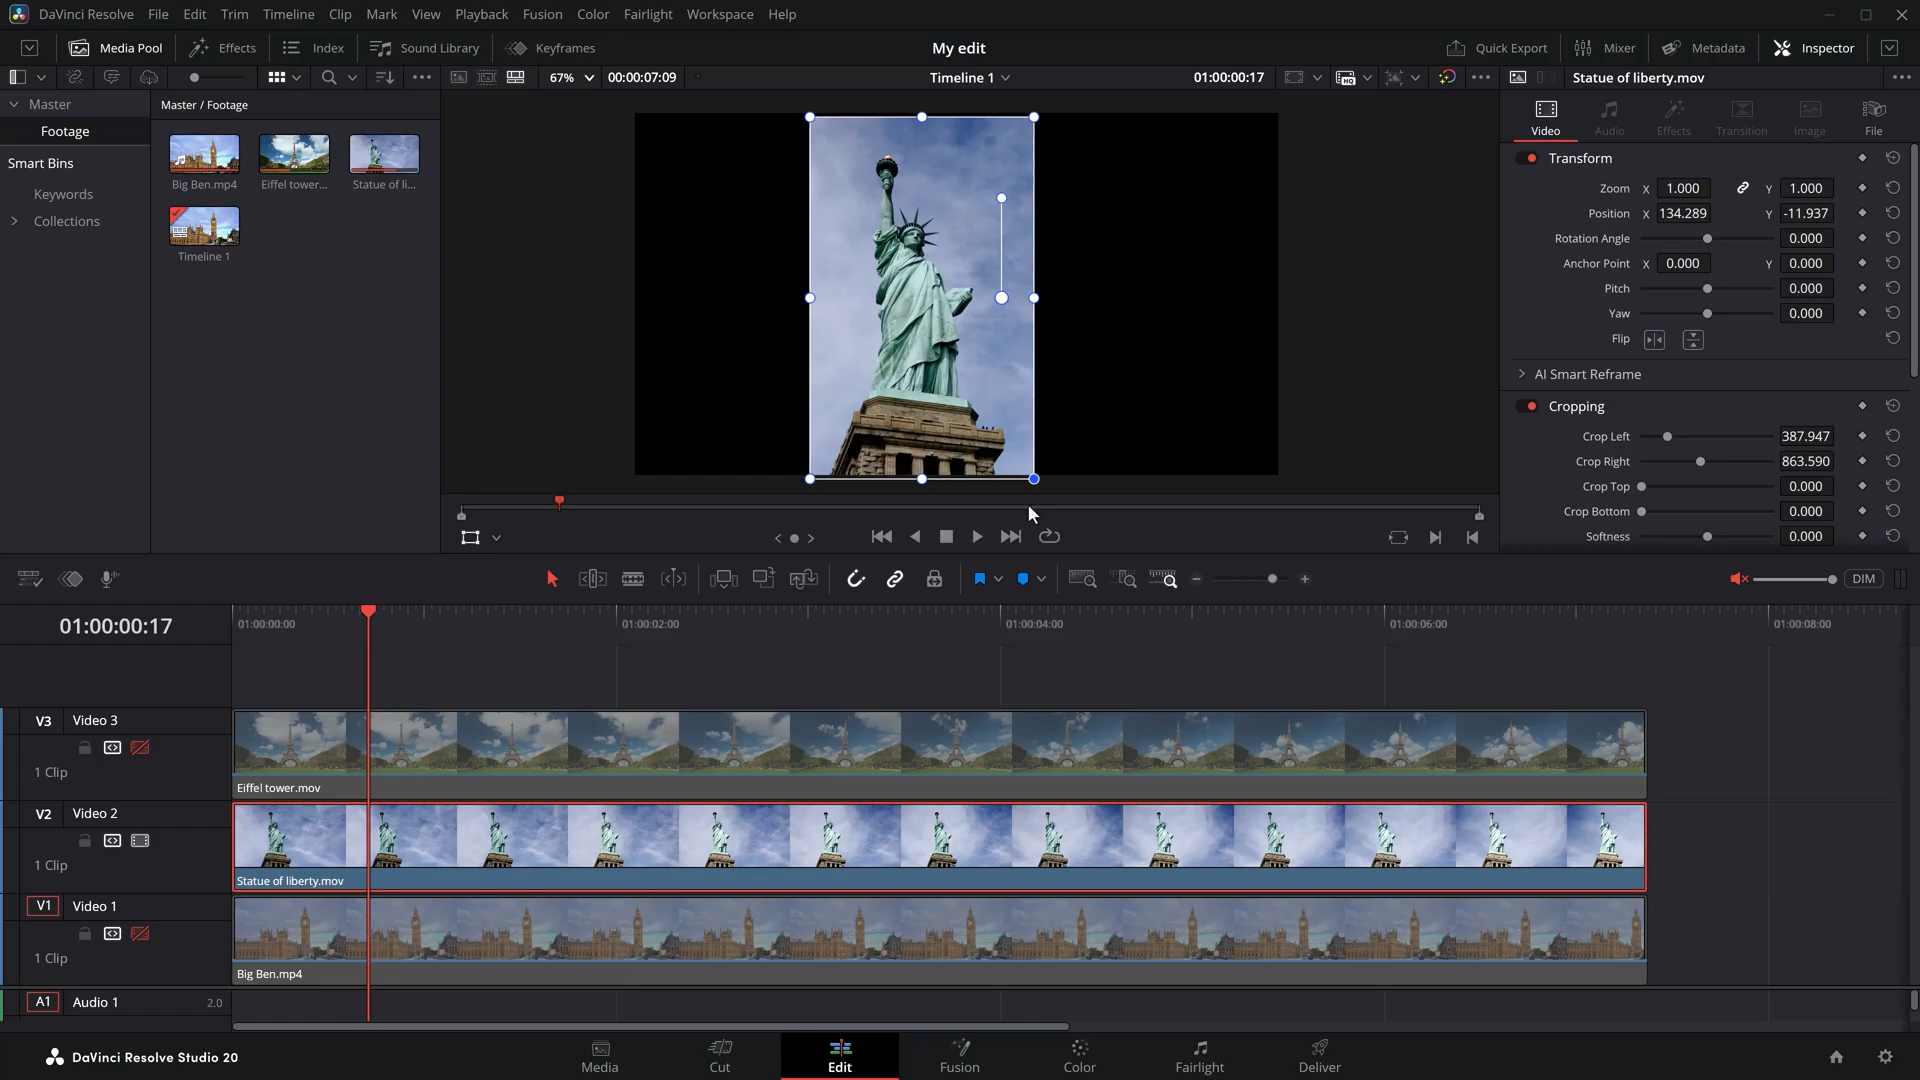 DaVinci Resolve File Edit Trim Timeline Clip Mark View Playback Fusion Color Fairlight Workspace Help
Media Pool Effects Index Sound Library Keyframes My edit Quick Export Mixer Metadata Inspector
67% 00:00:07:09 Timeline 1 01:00:00:17 HQ Statue of liberty.mov
Master
Footage
Smart Bins
Keywords
Collections
Master / Footage
Big Ben.mp4 Eiffel tower... Statue of li...
Timeline 1
Video Audio Effects Transition Image File
Transform
Zoom X 1.000 Y 1.000
Position X 134.289 Y -11.937
Rotation Angle 0.000
Anchor Point X 0.000 Y 0.000
Pitch 0.000
Yaw 0.000
Flip
AI Smart Reframe
Cropping
Crop Left 387.947
Crop Right 863.590
Crop Top 0.000
Crop Bottom 0.000
Softness 0.000
DIM
01:00:00:17 01:00:00:00 01:00:02:00 01:00:04:00 01:00:06:00 01:00:08:00
V3 Video 3
1 Clip
Eiffel tower.mov
V2 Video 2
1 Clip
Statue of liberty.mov
V1 Video 1
1 Clip
Big Ben.mp4
A1 Audio 1 2.0
DaVinci Resolve Studio 20 Media Cut Edit Fusion Color Fairlight Deliver